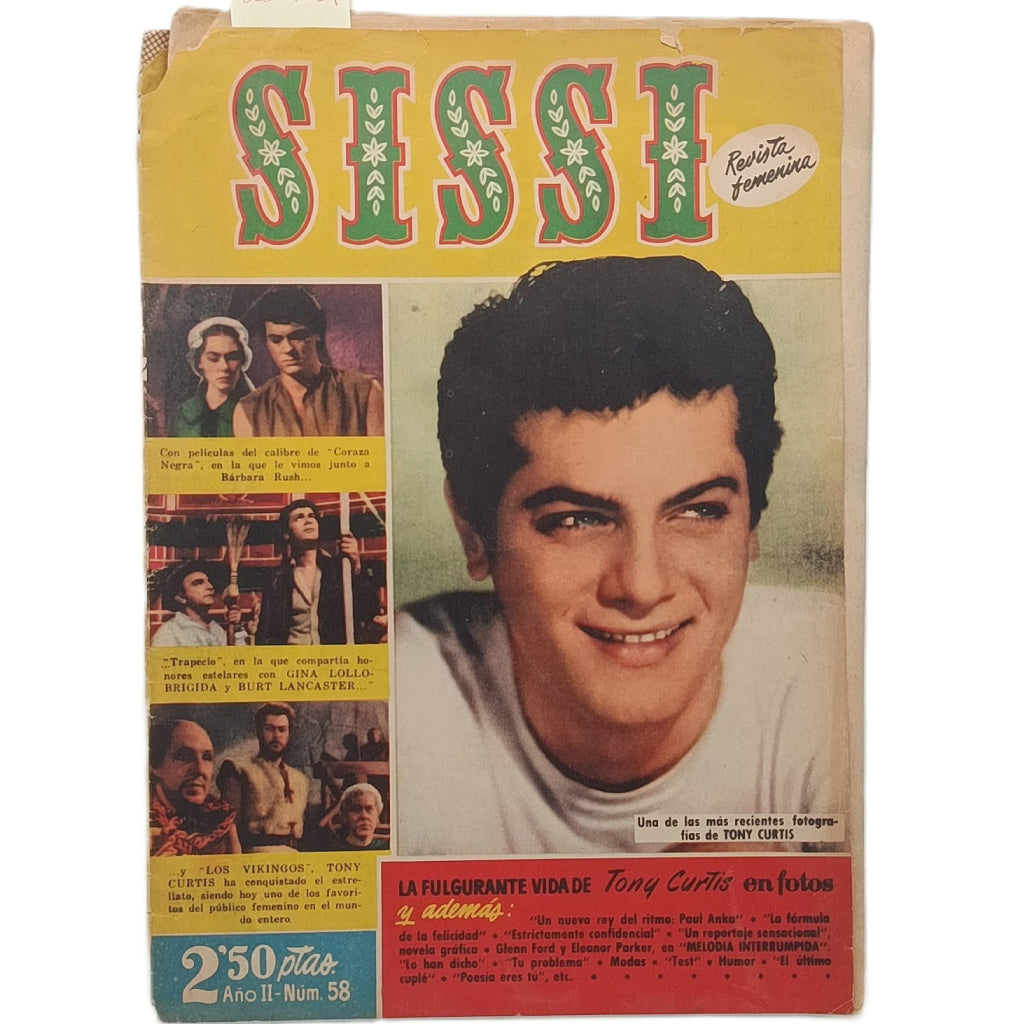 SISSI
Revista
femenina
Con películas del calibre de "Coraza
Negra", en la que le vimos junto a
Bárbara Rush...
..."Trapecio", en la que compartía ho-
nores estelares con GINA LOLLO-
BRIGIDA y BURT LANCASTER..."
...y "LOS VIKINGOS", TONY
CURTIS ha conquistado el estre-
llato, siendo hoy uno de los favori-
tos del público femenino en el mun-
do entero.
2'50 ptas.
Año II-Núm. 58
Una de las más recientes fotogra-
fías de TONY CURTIS
LA FULGURANTE VIDA DE Tony Curtis en fotos
y además:
"Un nuevo rey del ritmo: Paul Anka" * "La fórmula
de la felicidad" * "Estrictamente confidencial" * "Un reportaje sensacional",
novela gráfica * Glenn Ford y Eleanor Parker, en "MELODIA INTERRUMPIDA".
"Lo han dicho" * "Tu problema" * Modas * "Test" * Humor * "El último
cuplé" * "Poesía eres tú", etc. * * * * * * *